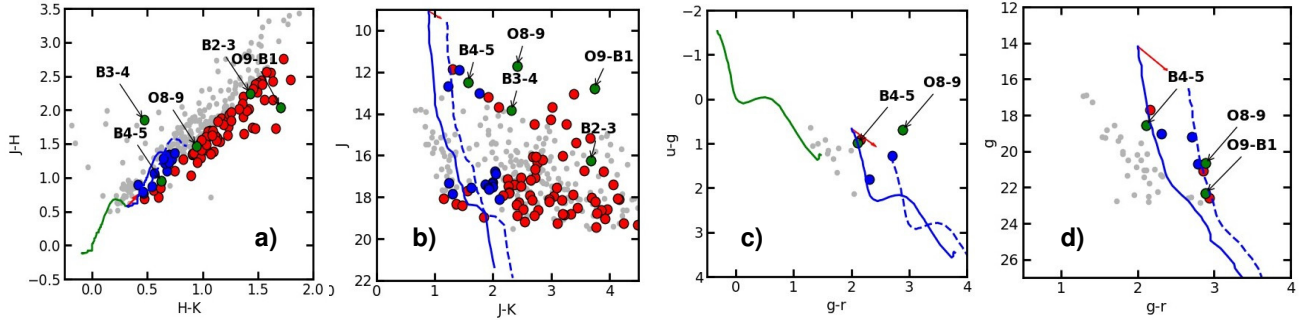 3.5
3.0
2.5
2.0
1.5
1.0
0.5
0.0
−0.5
J-H
B2-3
O9-B1
B3-4
O8-9
B4-5
a)
0.0 0.5 1.0 1.5 2.0 0
H-K
10
12
14
16
18
20
22
J
O8-9
B4-5
O9-B1
B3-4
B2-3
b)
0 1 2 3 4
J-K
−2
−1
0
1
2
3
4
u-g
O8-9
B4-5
c)
0 1 2 3 4
g-r
12
14
16
18
20
22
24
26
g
B4-5
O8-9
O9-B1
d)
0 1 2 3 4
g-r